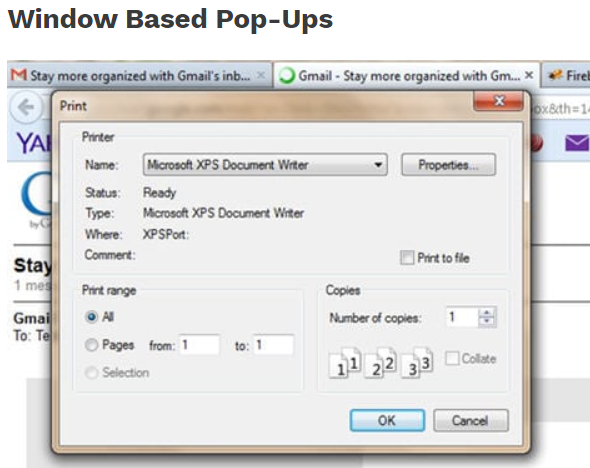 Window Based Pop-Ups
Stay more organized with Gmail's inb... × Gmail - Stay more organized with Gm... × Fireb
Print
ox&th=14
YA
Printer
Name: Microsoft XPS Document Writer Properties...
Status: Ready
Type: Microsoft XPS Document Writer
Where: XPSPort:
by G
Comment: Print to file
Stay
1 mes
Print range Copies
Gmai
All Number of copies: 1
To: Te
Pages from: 1 to: 1
Selection
1 1 2 2 3 3 Collate
OK Cancel